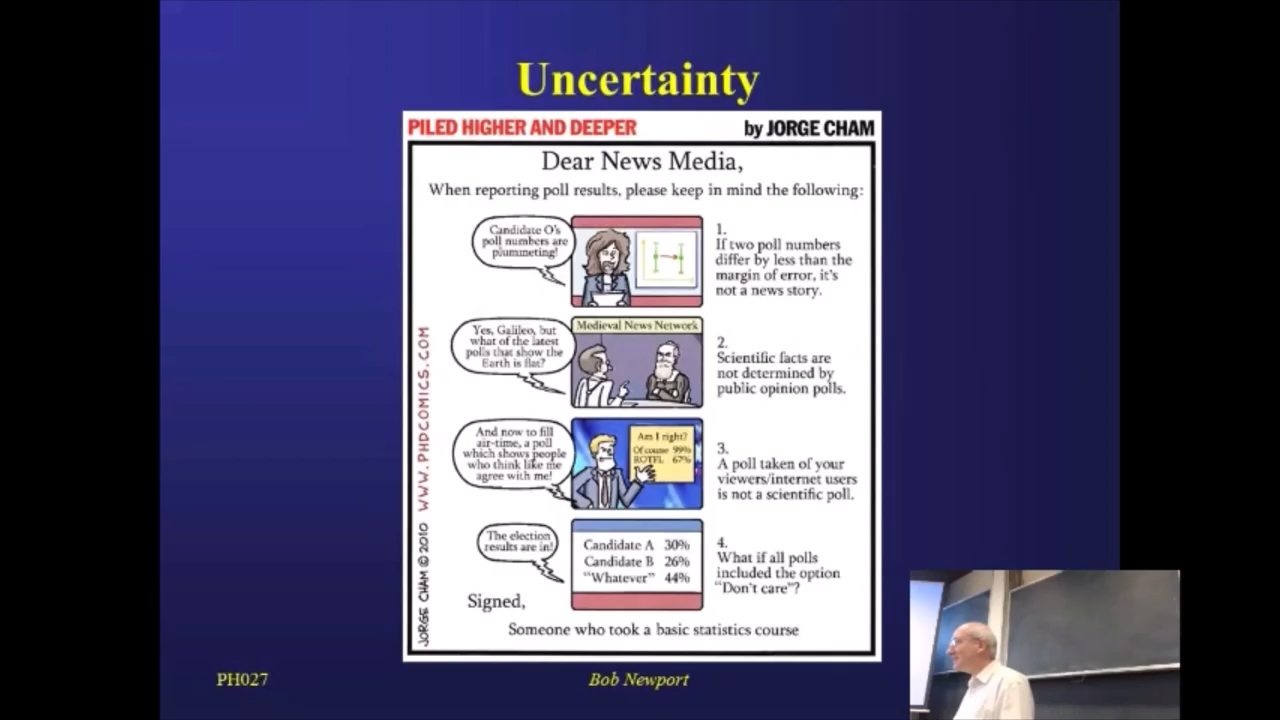 Uncertainty
PILED HIGHER AND DEEPER
by JORGE CHAM
Dear News Media,
When reporting poll results, please keep in mind the following:
Candidate O's
poll numbers are
plummeting!
1.
If two poll numbers
differ by less than the
margin of error, it's
not a news story.
Yes, Galileo, but
what of the latest
polls that show the
Earth is flat?
Medieval News Network
2.
Scientific facts are
not determined by
public opinion polls.
And now to fill
air-time, a poll
which shows people
who think like me
agree with me!
Am I right?
Of course 99%
ROTFL 67%
3.
A poll taken of your
viewers/internet users
is not a scientific poll.
The election
results are in!
Candidate A 30%
Candidate B 26%
"Whatever" 44%
4.
What if all polls
included the option
"Don't care"?
Signed,
Someone who took a basic statistics course
JORGE CHAM © 2010 WWW.PHDCOMICS.COM
PH027
Bob Newport